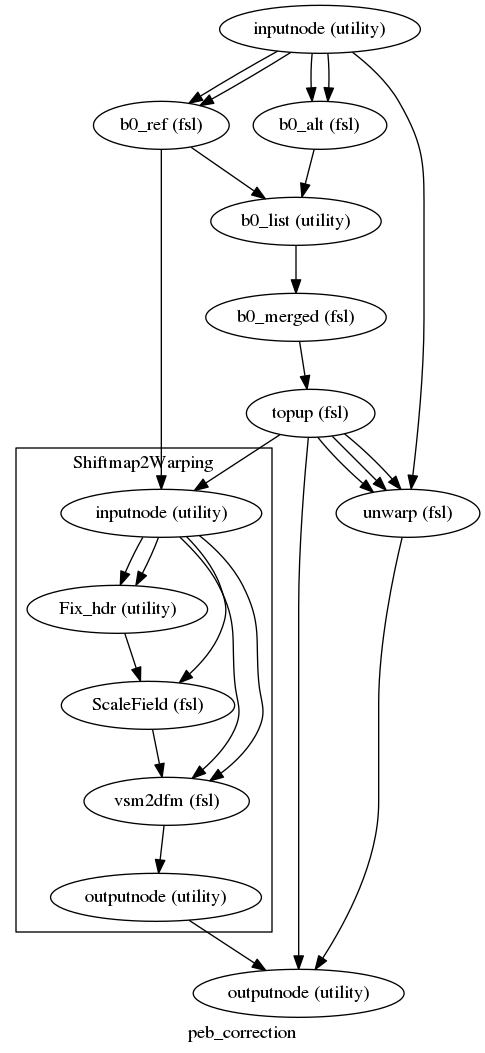 inputnode (utility)
b0_ref (fsl)
b0_alt (fsl)
b0_list (utility)
b0_merged (fsl)
topup (fsl)
Shiftmap2Warping
inputnode (utility)
unwarp (fsl)
Fix_hdr (utility)
ScaleField (fsl)
vsm2dfm (fsl)
outputnode (utility)
outputnode (utility)
peb_correction